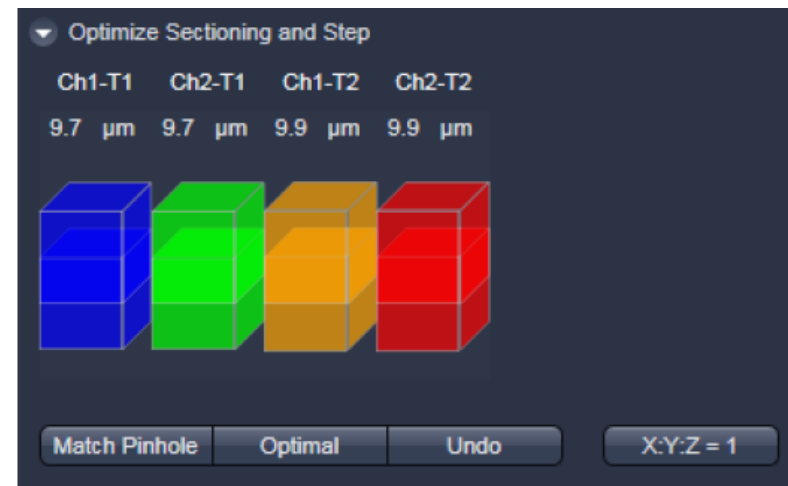 Optimize Sectioning and Step
Ch1-T1 Ch2-T1 Ch1-T2 Ch2-T2
9.7 µm 9.7 µm 9.9 µm 9.9 µm
Match Pinhole Optimal Undo X:Y:Z = 1